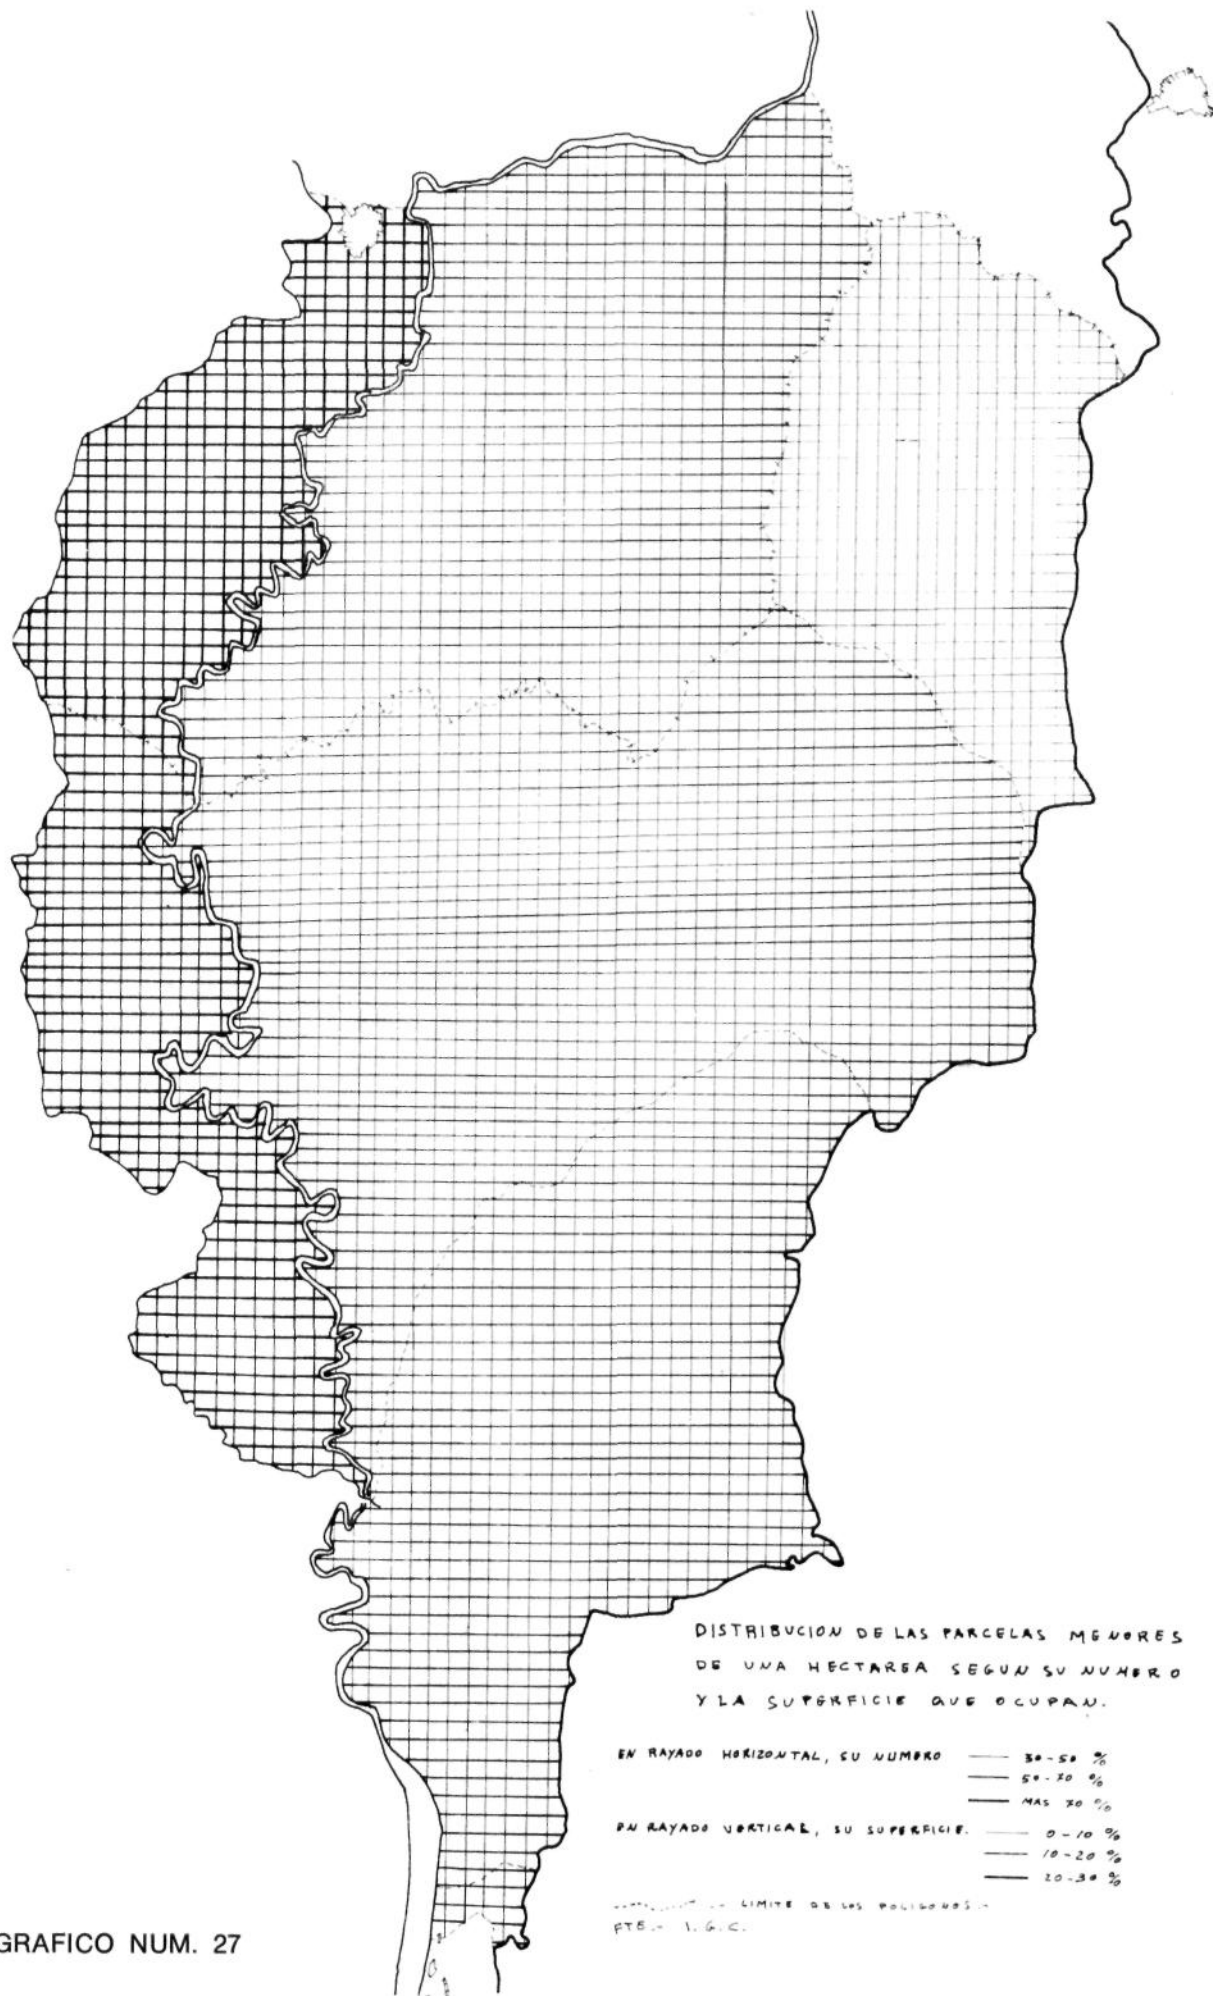 DISTRIBUCION DE LAS PARCELAS MENORES
DE UNA HECTAREA SEGUN SU NUMERO
Y LA SUPERFICIE QUE OCUPAN.
EN RAYADO HORIZONTAL, SU NUMERO 30-50 %
50-70 %
MAS 70 %
EN RAYADO VERTICAL, SU SUPERFICIE. 0-10 %
10-20 %
20-30 %
LIMITE DE LOS POLIGONOS.-
FTE.- I.G.C.
GRAFICO NUM. 27